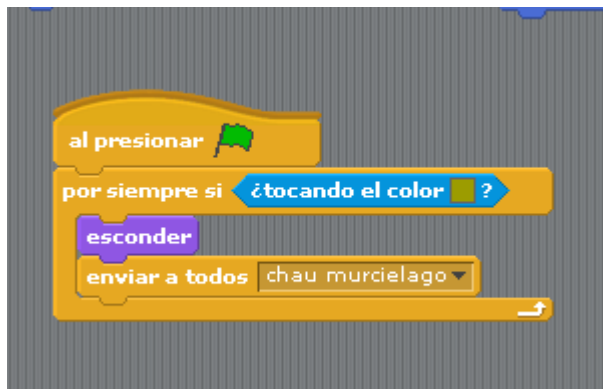 al presionar
por siempre si ¿tocando el color ?
esconder
enviar a todos chau murcielago